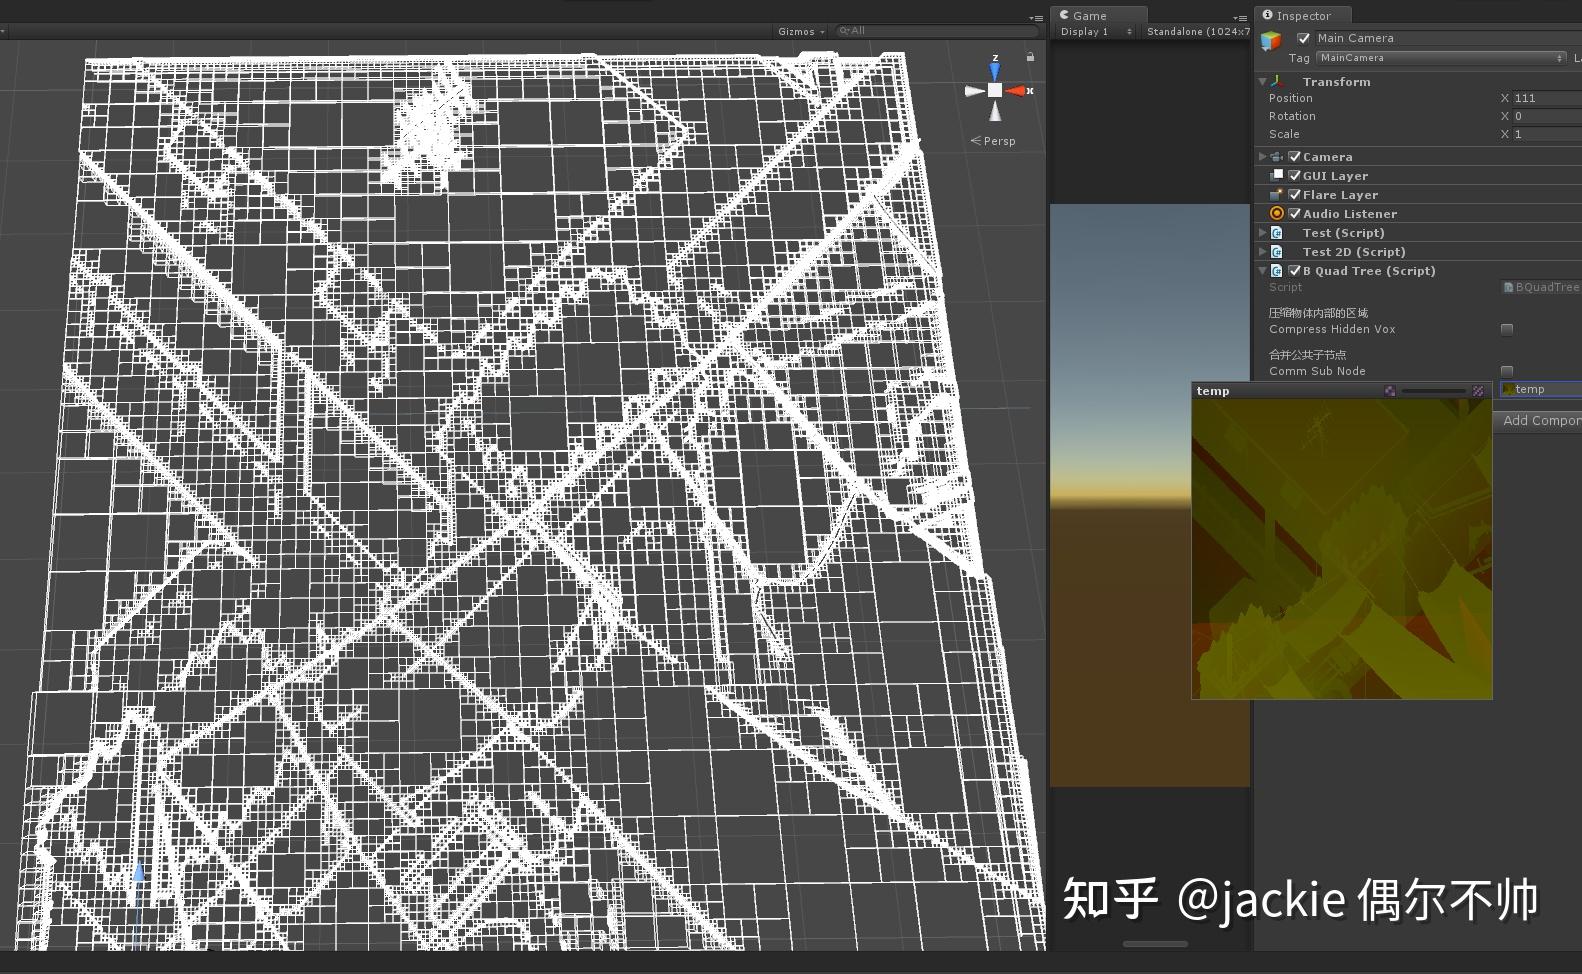 Gizmos
All
z
x
Persp
Game
Display 1
Standalone (1024x7
Inspector
Main Camera
Tag MainCamera
Transform
Position X 111
Rotation X 0
Scale X 1
Camera
GUI Layer
Flare Layer
Audio Listener
Test (Script)
Test 2D (Script)
B Quad Tree (Script)
Script BQuadTree
压缩物体内部的区域
Compress Hidden Vox
合并公共子节点
Comm Sub Node
temp
temp
Add Compor
知乎 @jackie 偶尔不帅